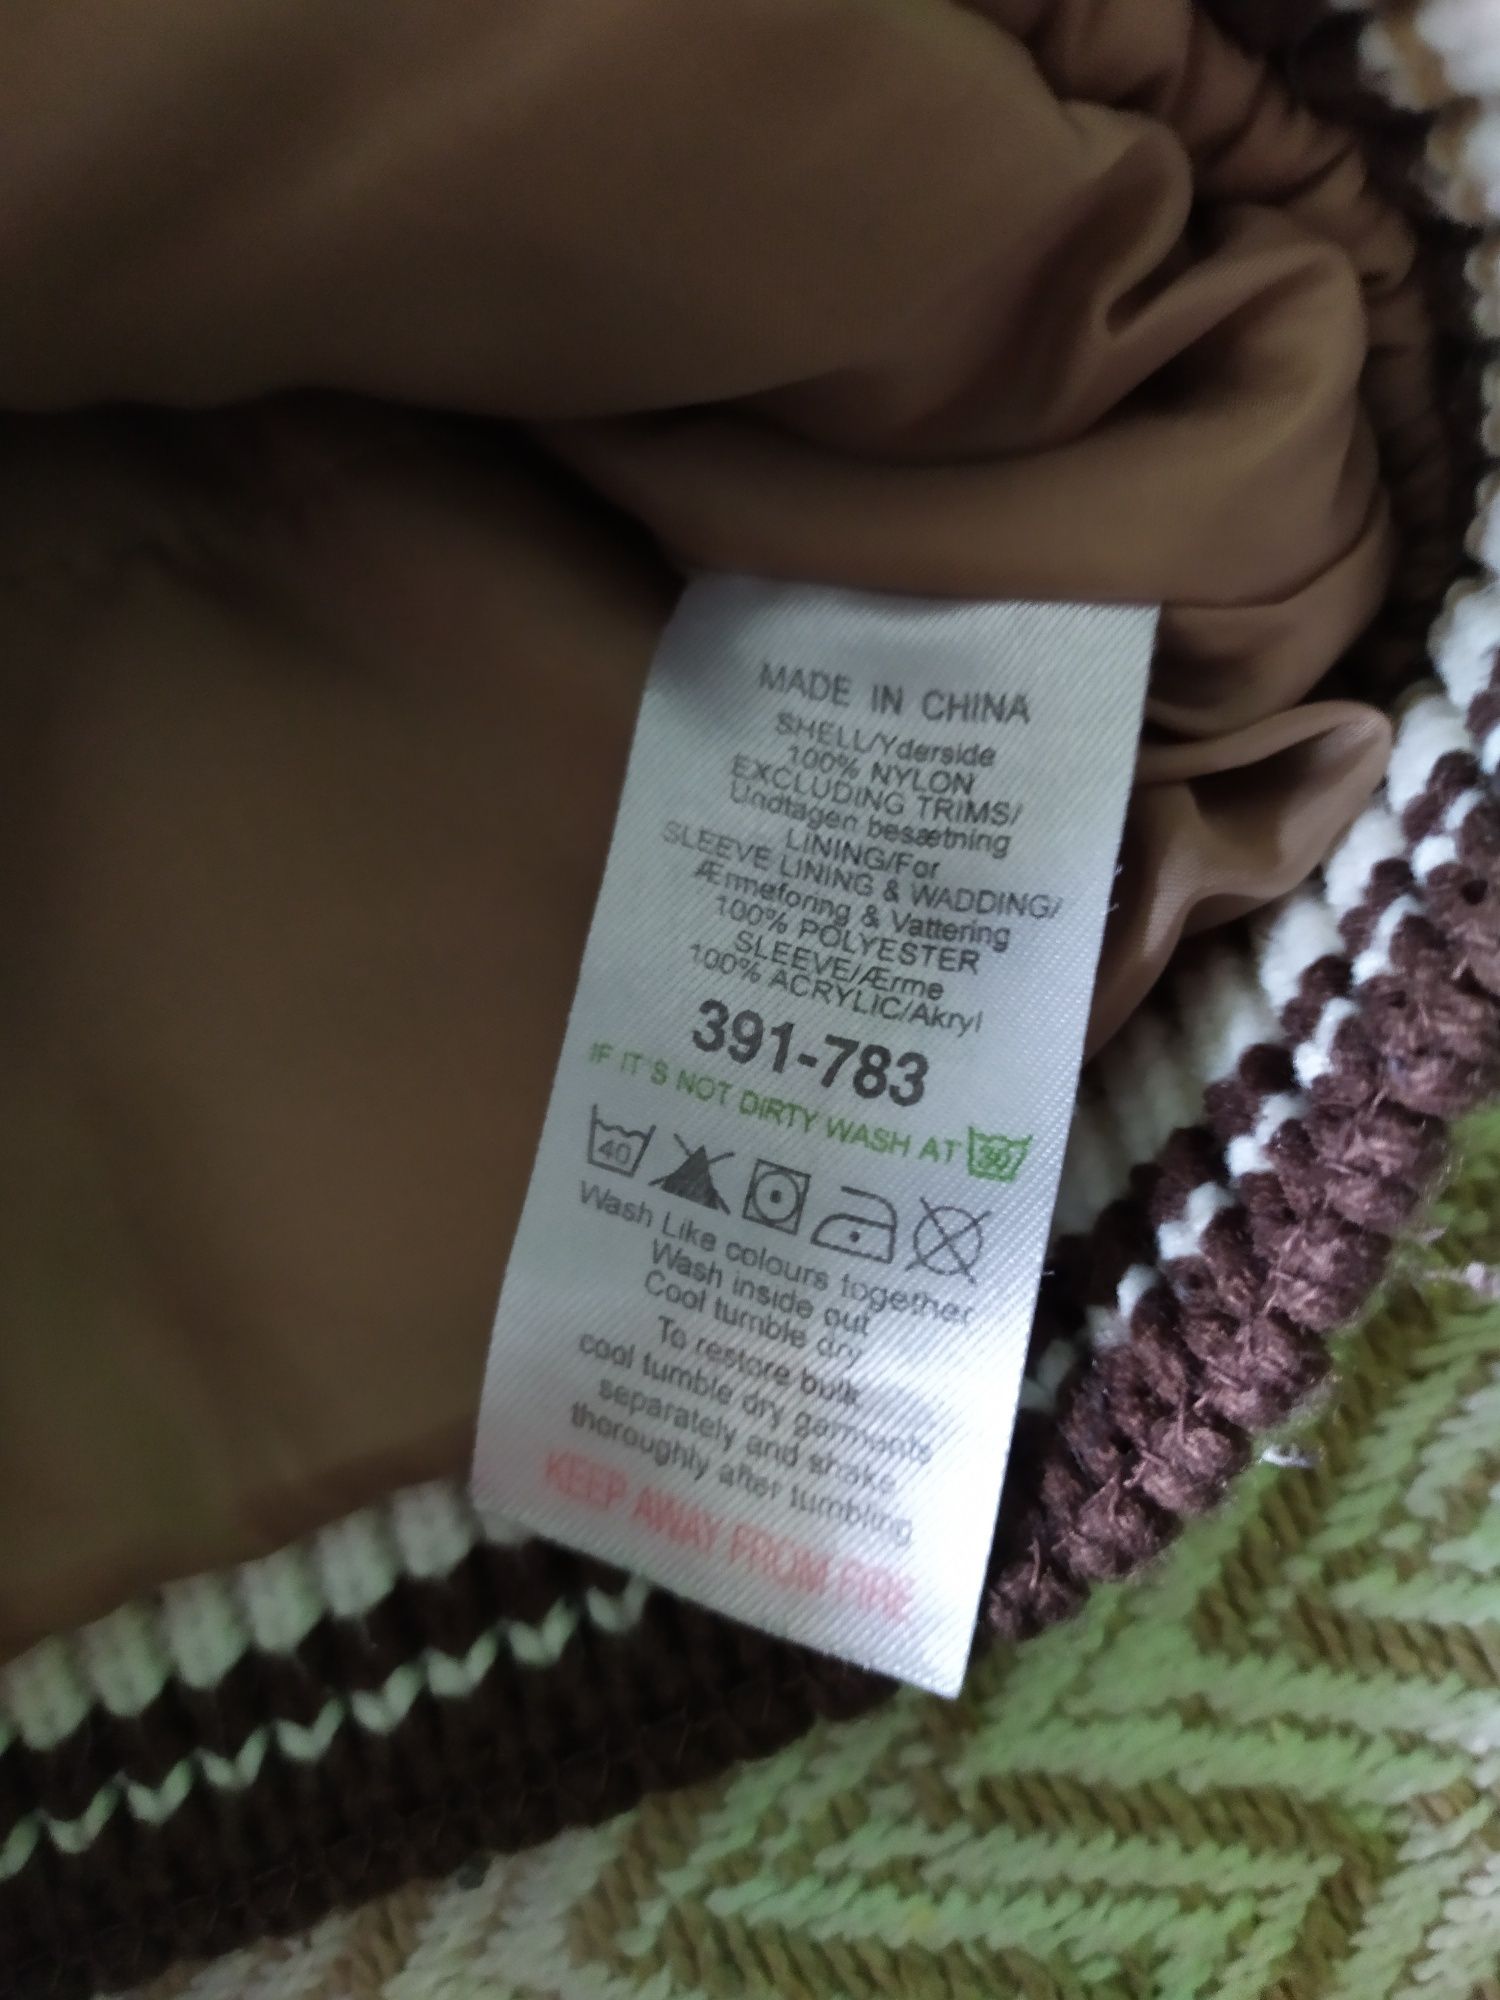 MADE IN CHINA
SHELL/Yderside
100% NYLON
EXCLUDING TRIMS/
Undtagen besætning
LINING/For
SLEEVE LINING & WADDING/
Ærmeforing & Vattering
100% POLYESTER
SLEEVE/Ærme
100% ACRYLIC/Akryl
391-783
IF IT'S NOT DIRTY WASH AT 30
40
Wash Like colours together
Wash inside out
Cool tumble dry
To restore bulk
cool tumble dry garments
separately and shake
thoroughly after tumbling
KEEP AWAY FROM FIRE